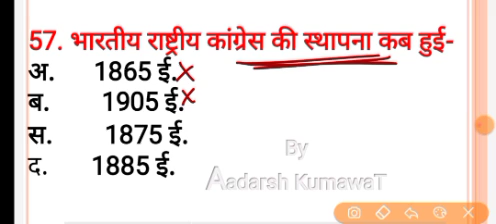 57. भारतीय राष्ट्रीय कांग्रेस की स्थापना कब हुई-
अ. 1865 ई.
ब. 1905 ई.
स. 1875 ई.
द. 1885 ई.
By
Aadarsh KumawaT